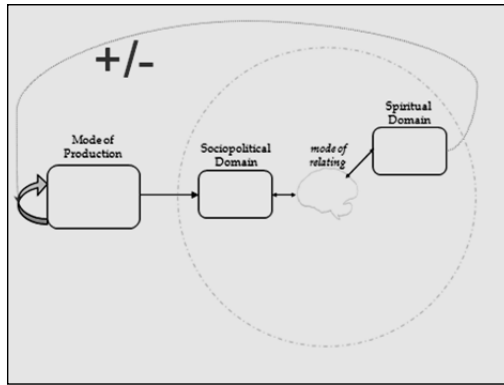 +/-
Mode of
Production
Sociopolitical
Domain
mode of
relating
Spiritual
Domain